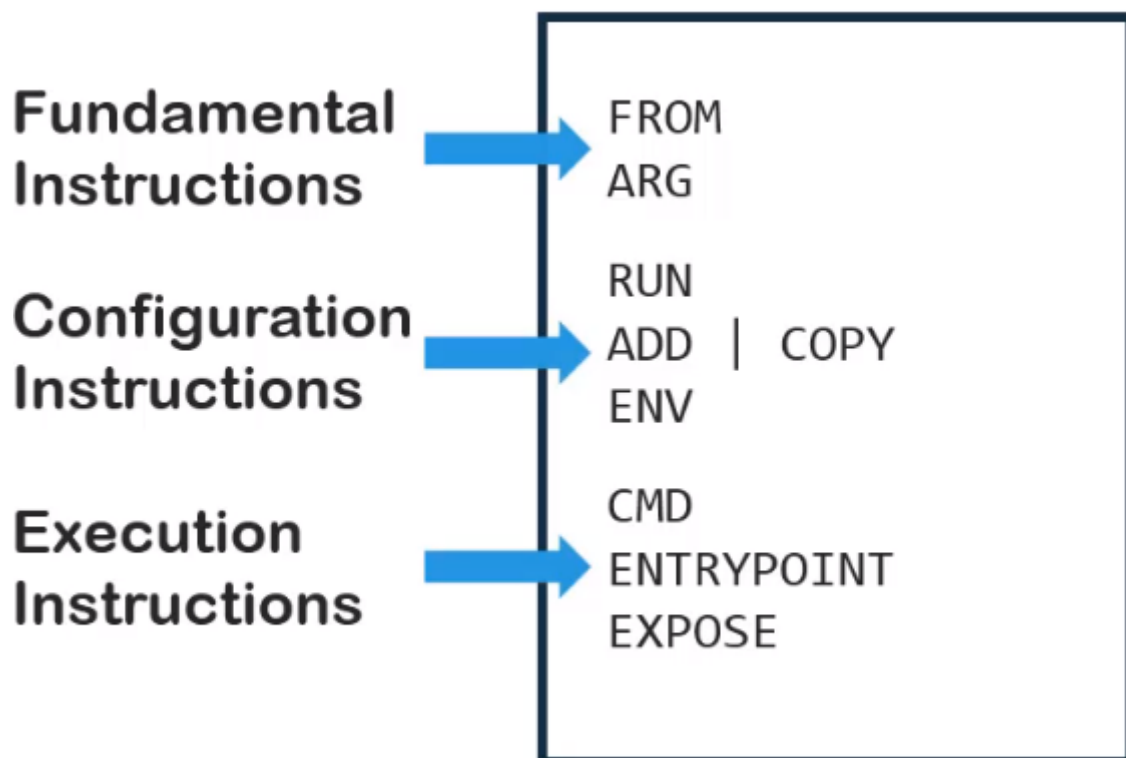 Fundamental
Instructions
FROM
ARG
Configuration
Instructions
RUN
ADD | COPY
ENV
Execution
Instructions
CMD
ENTRYPOINT
EXPOSE